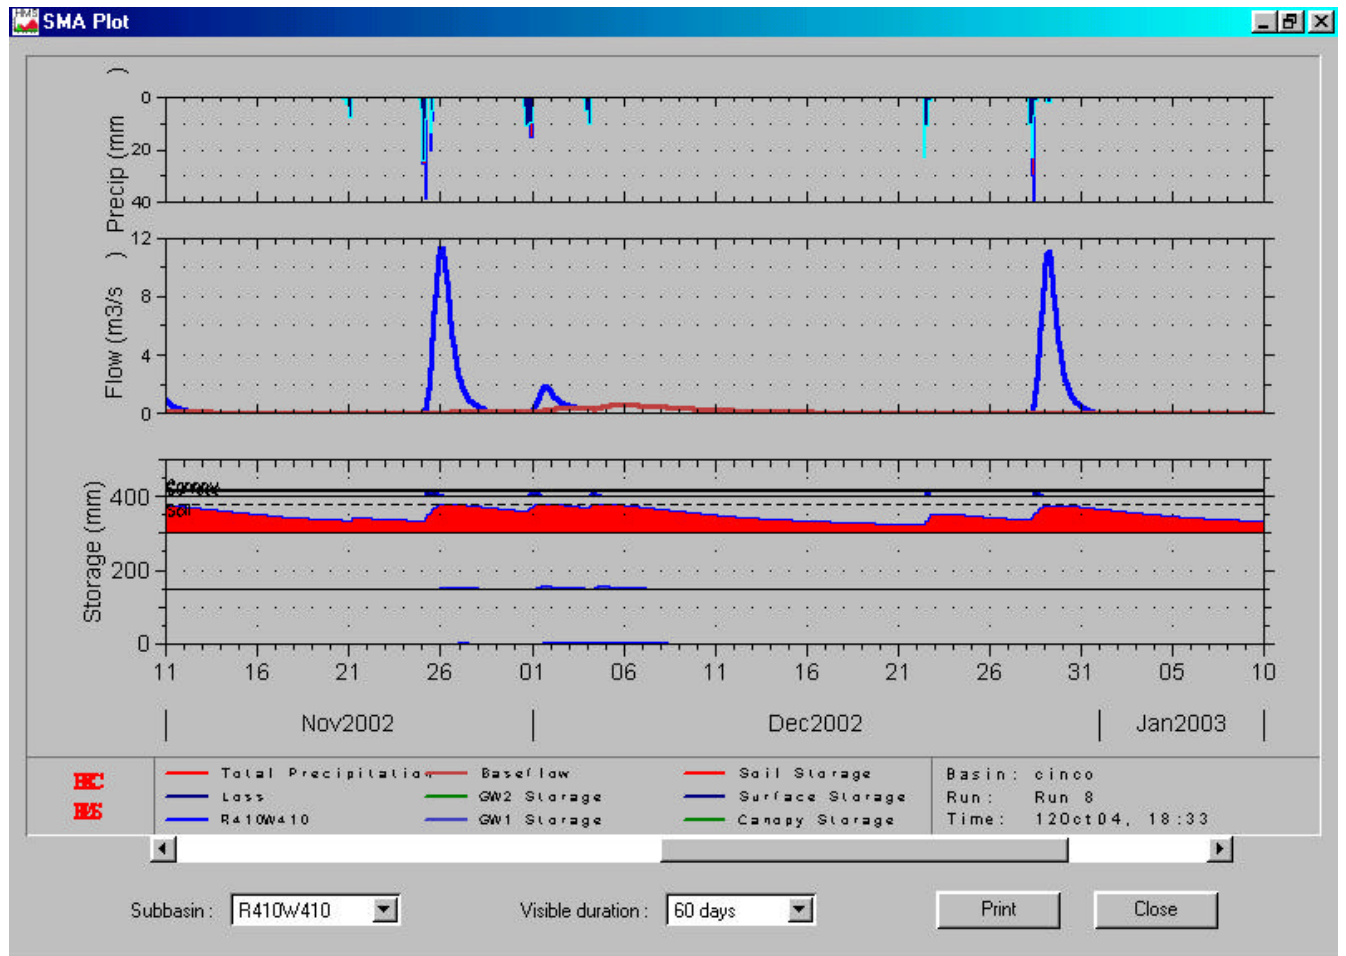 HMS
SMA Plot
Precip (mm )
0
20
40
Flow (m3/s )
12
8
4
0
Storage (mm)
400
200
0
Canopy
Soil
11 16 21 26 01 06 11 16 21 26 31 05 10
Nov2002 Dec2002 Jan2003
HEC
HMS
Total Precipitation Baseflow Soil Storage
Loss GW2 Storage Surface Storage
R410W410 GW1 Storage Canopy Storage
Basin: cinco
Run: Run 8
Time: 12Oct04, 18:33
Subbasin : R410W410 Visible duration : 60 days Print Close